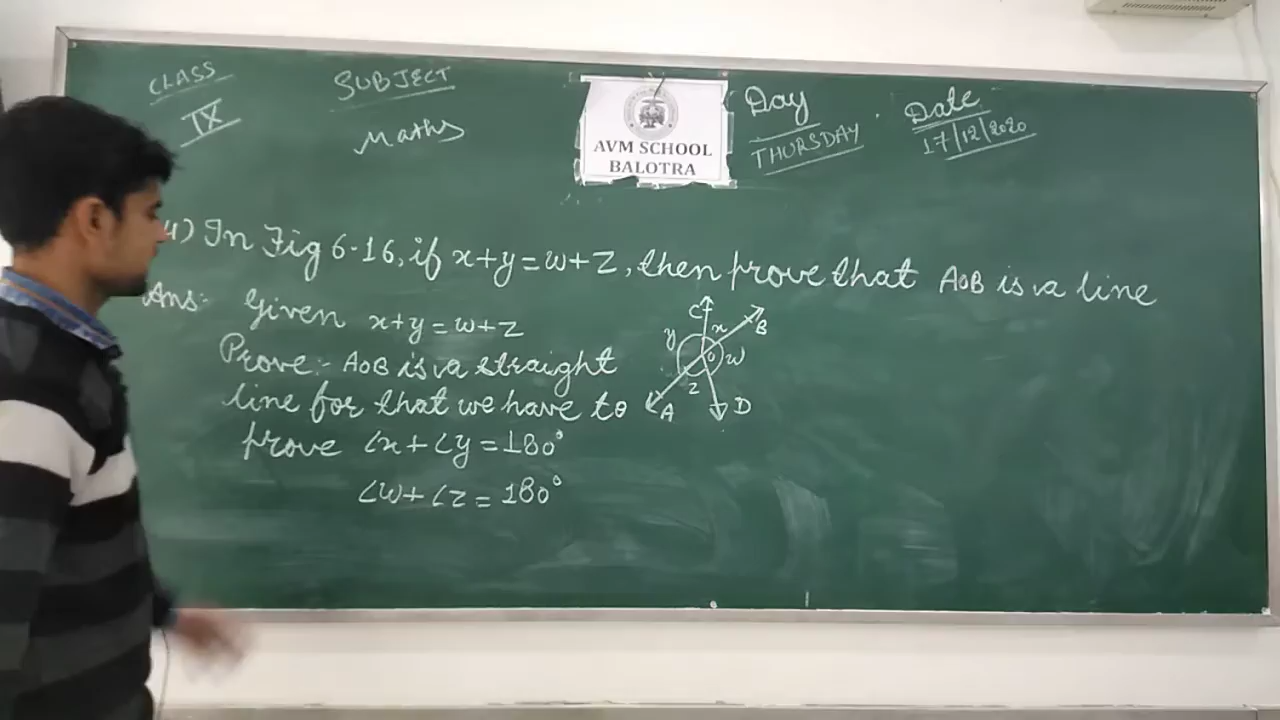 CLASS
IX
SUBJECT
Maths
AVM SCHOOL
BALOTRA
Day
THURSDAY
Date
17/12/2020
4) In Fig 6-16, if x+y=w+z, then prove that AOB is a line
Ans: Given x+y=w+z
Prove:- AOB is a straight
line for that we have to
prove ∠x+∠y=180°
∠w+∠z=180°
C
B
y
x
O
w
z
A
D